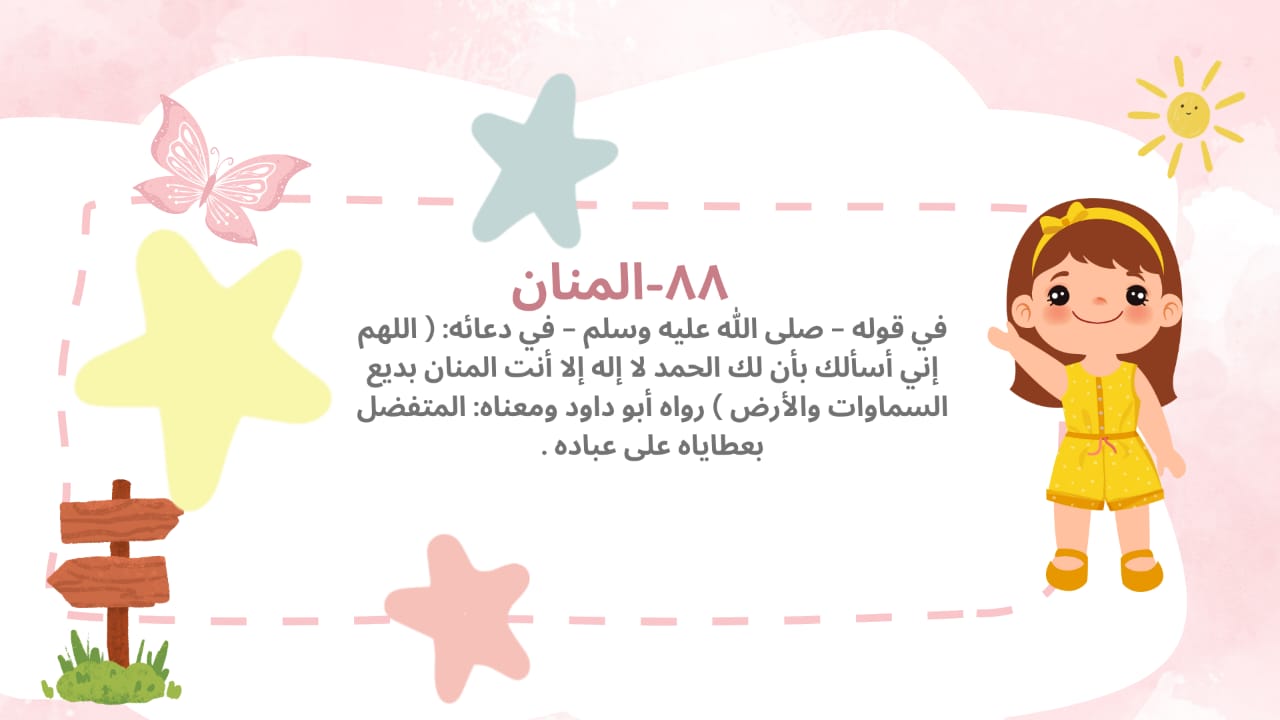 ٨٨-المنان
في قوله – صلى الله عليه وسلم – في دعائه: ( اللهم
إني أسألك بأن لك الحمد لا إله إلا أنت المنان بديع
السماوات والأرض ) رواه أبو داود ومعناه: المتفضل
بعطاياه على عباده .